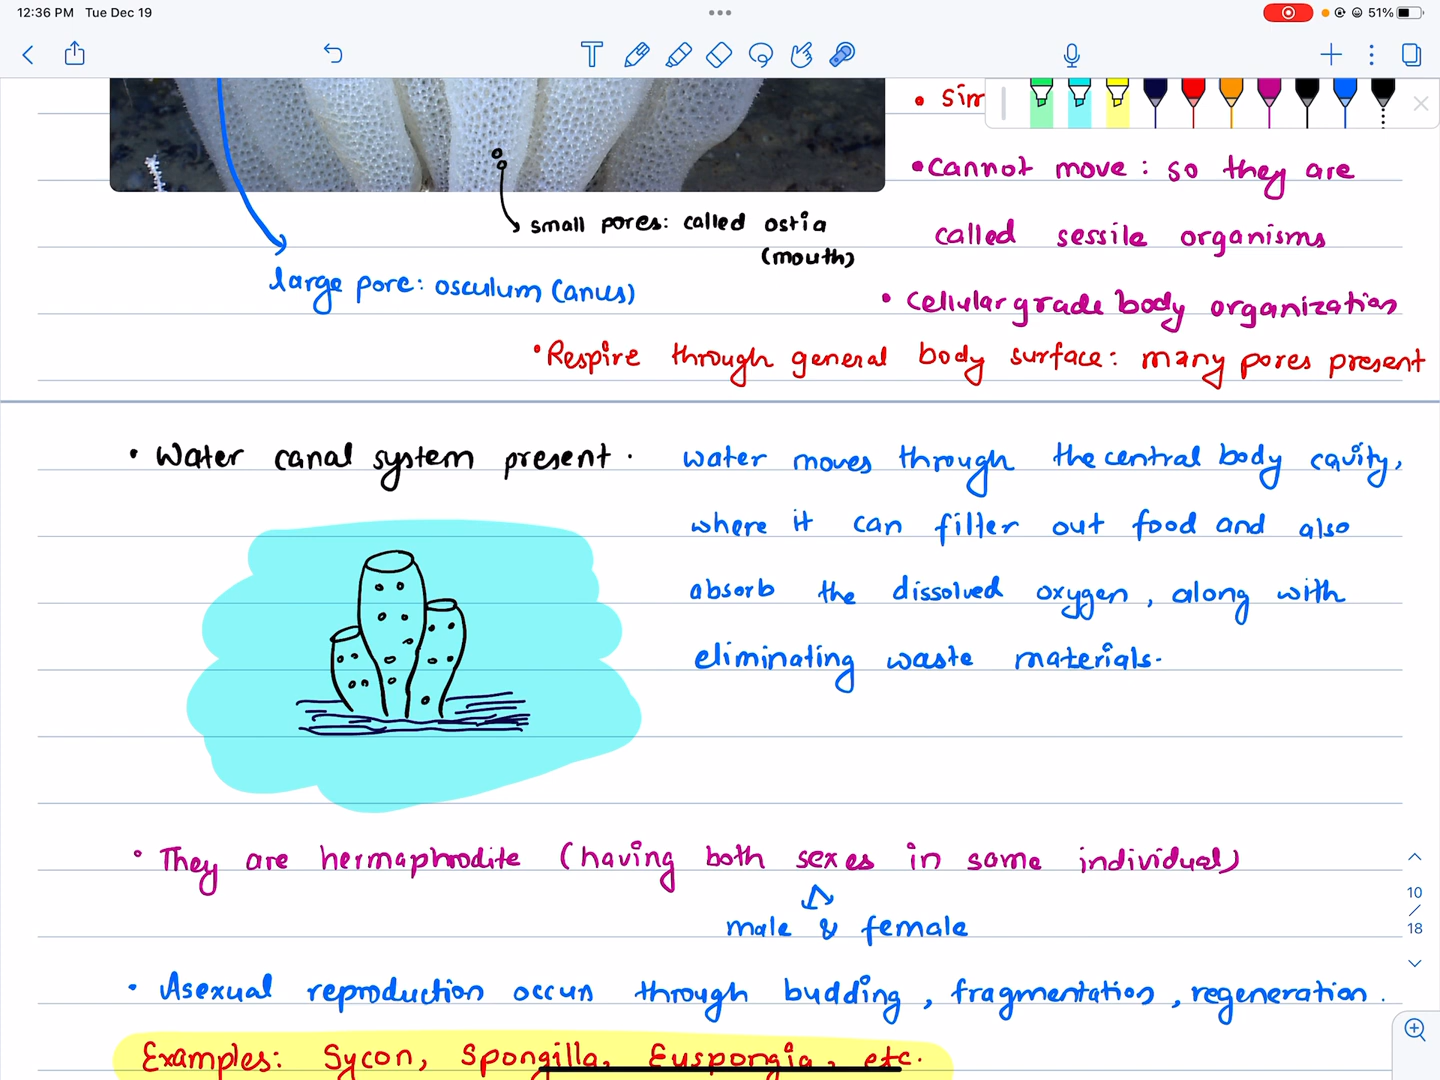 12:36 PM Tue Dec 19
51%
• Sim
• Cannot move : so they are
called sessile organisms
small pores: called ostia
(mouth)
large pore: osculum (anus)
• Cellular grade body organization
• Respire through general body surface: many pores present
• Water canal system present.
water moves through the central body cavity,
where it can filter out food and also
absorb the dissolved oxygen, along with
eliminating waste materials.
• They are hermaphrodite (having both sexes in same individual)
male & female
• Asexual reproduction occurs through budding, fragmentation, regeneration.
Examples: Sycon, Spongilla, Euspongia, etc.
10
/
18